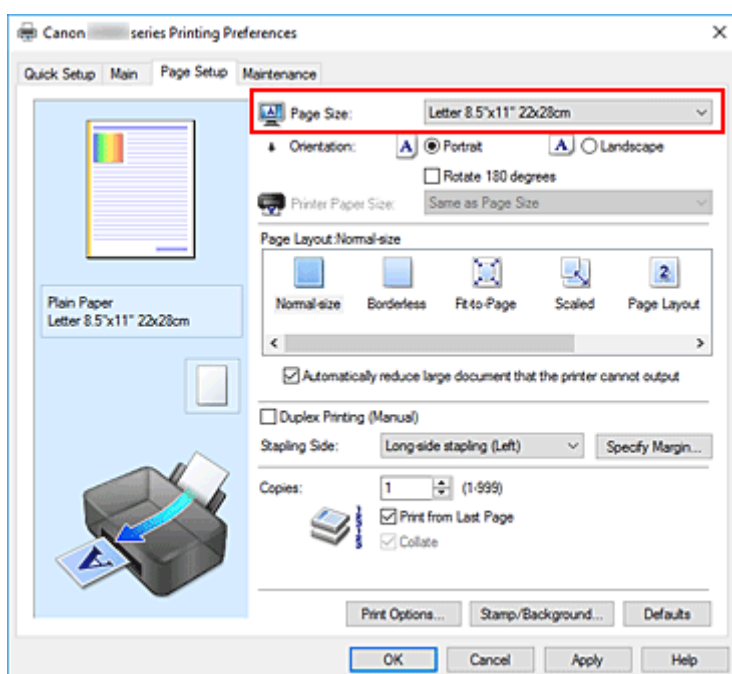 Canon series Printing Preferences
Quick Setup Main Page Setup Maintenance
Page Size: Letter 8.5"x11" 22x28cm
Orientation: A Portrait A Landscape
Rotate 180 degrees
Printer Paper Size: Same as Page Size
Page Layout:Normal-size
2
Normal-size Borderless Fit-to-Page Scaled Page Layout
Plain Paper
Letter 8.5"x11" 22x28cm
Automatically reduce large document that the printer cannot output
Duplex Printing (Manual)
Stapling Side: Long-side stapling (Left) Specify Margin...
Copies: 1 (1-999)
Print from Last Page
Collate
A
Print Options... Stamp/Background... Defaults
OK Cancel Apply Help